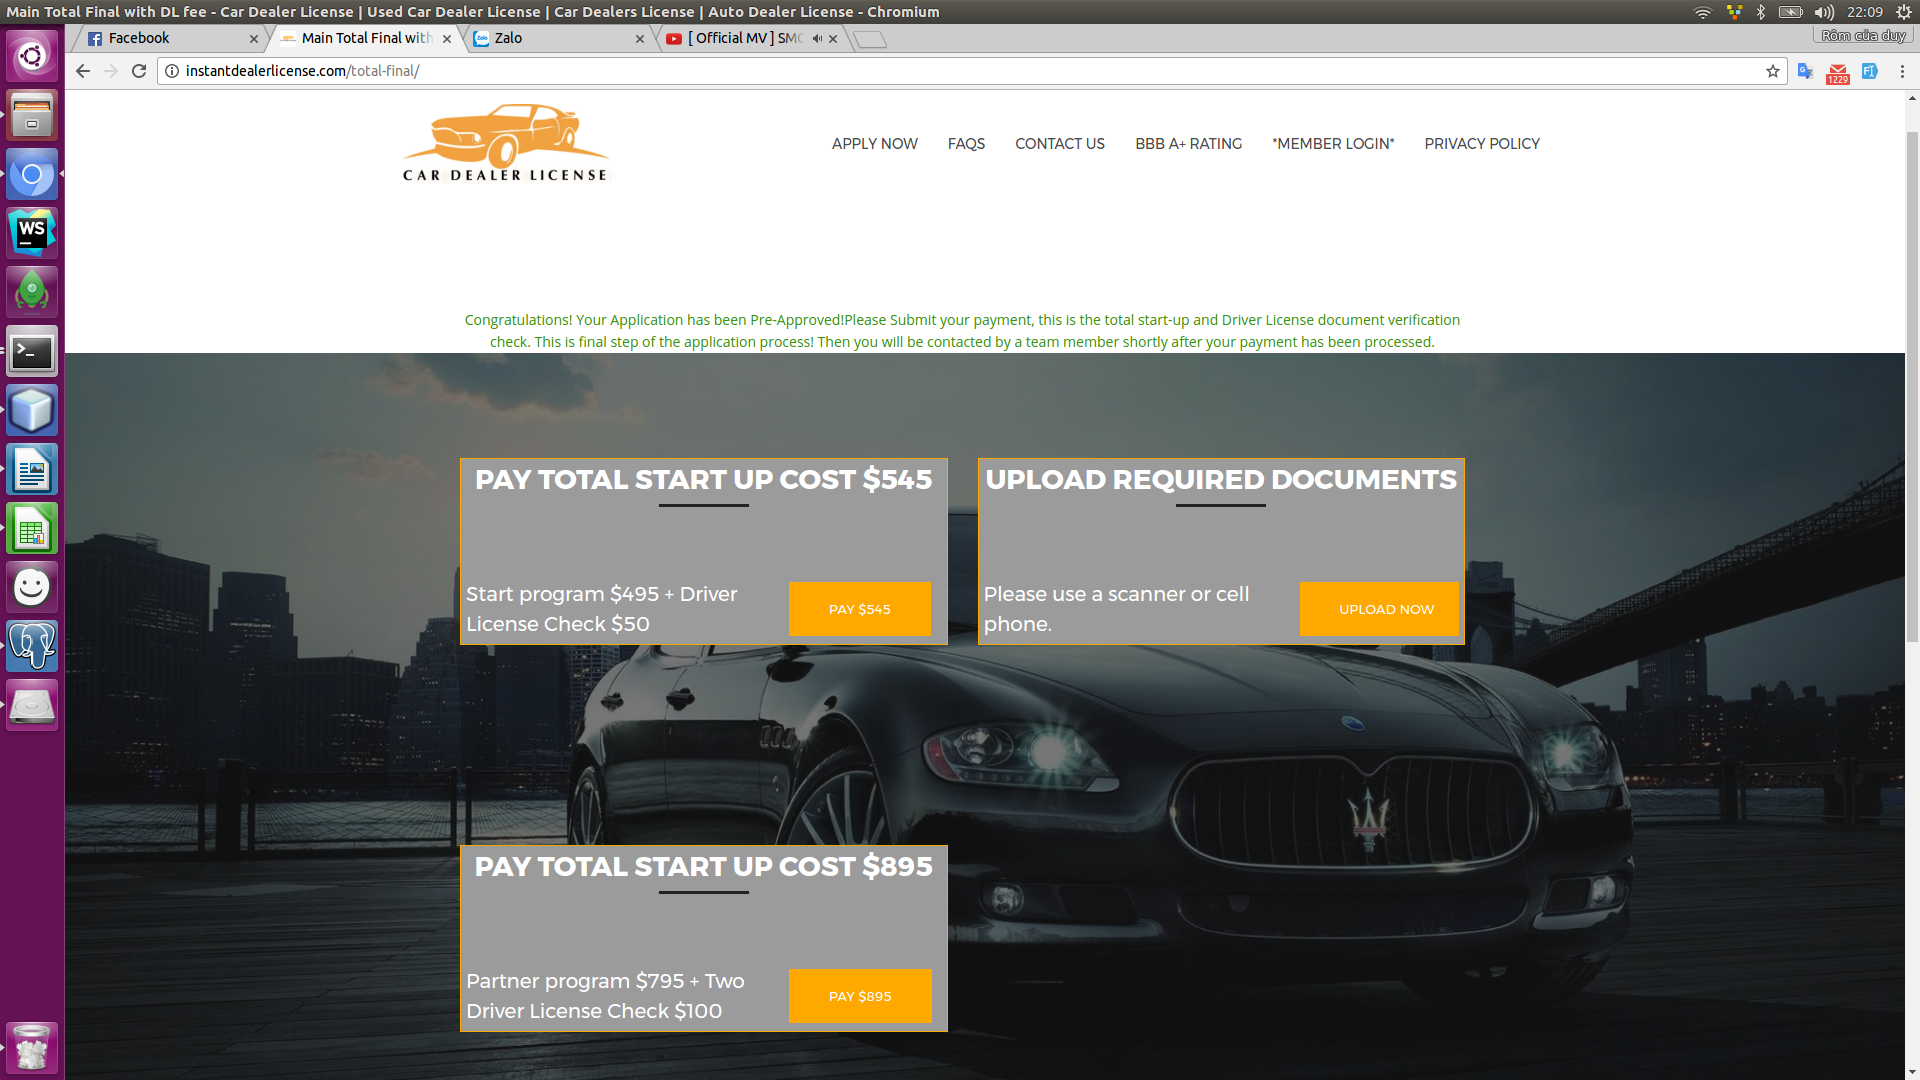 Main Total Final with DL fee - Car Dealer License | Used Car Dealer License | Car Dealers License | Auto Dealer License - Chromium
22:09
Facebook
Main Total Final with
Zalo
[ Official MV ] SMO
Rôm của duy
instantdealerlicense.com/total-final/
1229
CAR DEALER LICENSE
APPLY NOW
FAQS
CONTACT US
BBB A+ RATING
*MEMBER LOGIN*
PRIVACY POLICY
WS
Congratulations! Your Application has been Pre-Approved!Please Submit your payment, this is the total start-up and Driver License document verification
check. This is final step of the application process! Then you will be contacted by a team member shortly after your payment has been processed.
PAY TOTAL START UP COST $545
Start program $495 + Driver
License Check $50
PAY $545
UPLOAD REQUIRED DOCUMENTS
Please use a scanner or cell
phone.
UPLOAD NOW
PAY TOTAL START UP COST $895
Partner program $795 + Two
Driver License Check $100
PAY $895